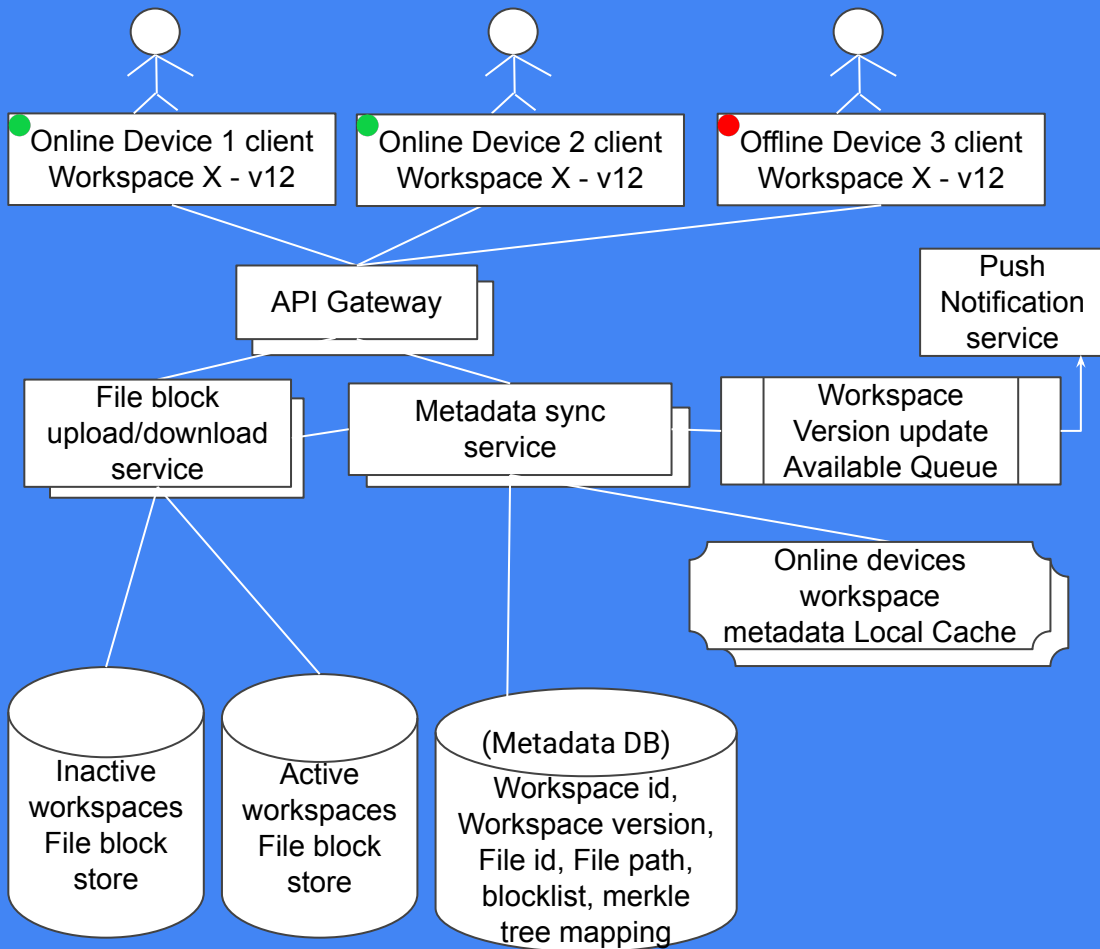 Online Device 1 client
Workspace X - v12
Online Device 2 client
Workspace X - v12
Offline Device 3 client
Workspace X - v12
API Gateway
Push
Notification
service
File block
upload/download
service
Metadata sync
service
Workspace
Version update
Available Queue
Online devices
workspace
metadata Local Cache
Inactive
workspaces
File block
store
Active
workspaces
File block
store
(Metadata DB)
Workspace id,
Workspace version,
File id, File path,
blocklist, merkle
tree mapping